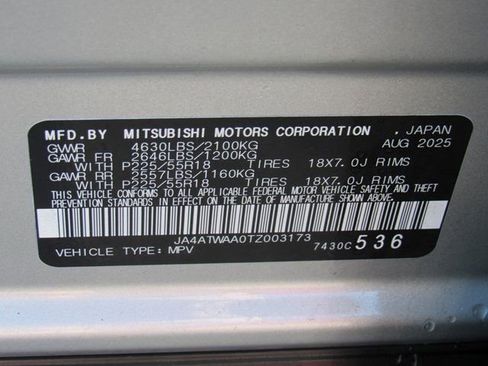 MFD.BY MITSUBISHI MOTORS CORPORATION . JAPAN
GVWR 4630LBS/2100KG AUG 2025
GAWR FR 2646LBS/1200KG
WITH P225/55R18 TIRES 18X7.0J RIMS
GAWR RR 2557LBS/1160KG
WITH P225/55R18 TIRES 18X7.0J RIMS
THIS VEHICLE CONFORMS TO ALL APPLICABLE FEDERAL MOTOR VEHICLE SAFETY AND THEFT
PREVENTION STANDARDS IN EFFECT ON THE DATE OF MANUFACTURE SHOWN ABOVE.
JA4ATWAA0TZ003173
VEHICLE TYPE: MPV 7430C 536